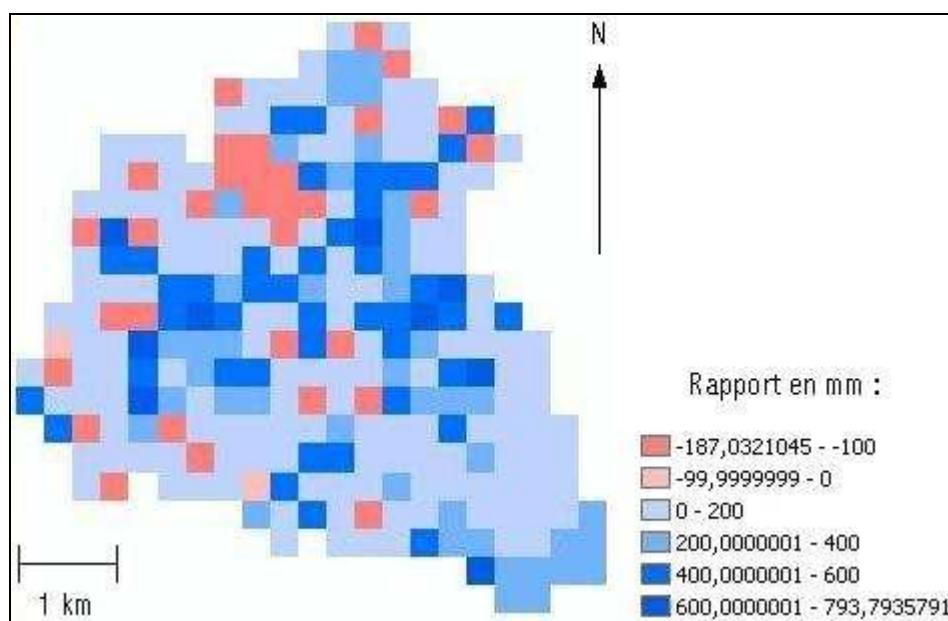 N
Rapport en mm :
-187,0321045 - -100
-99,9999999 - 0
0 - 200
200,0000001 - 400
400,0000001 - 600
600,0000001 - 793,7935791
1 km